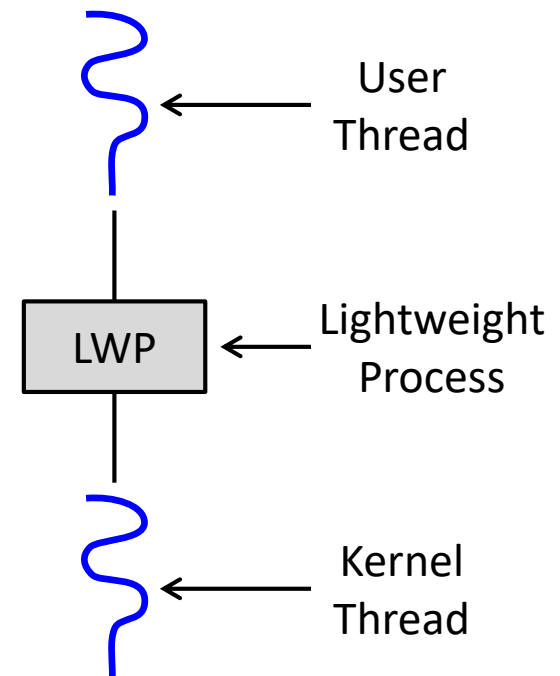 User
Thread
LWP
Lightweight
Process
Kernel
Thread